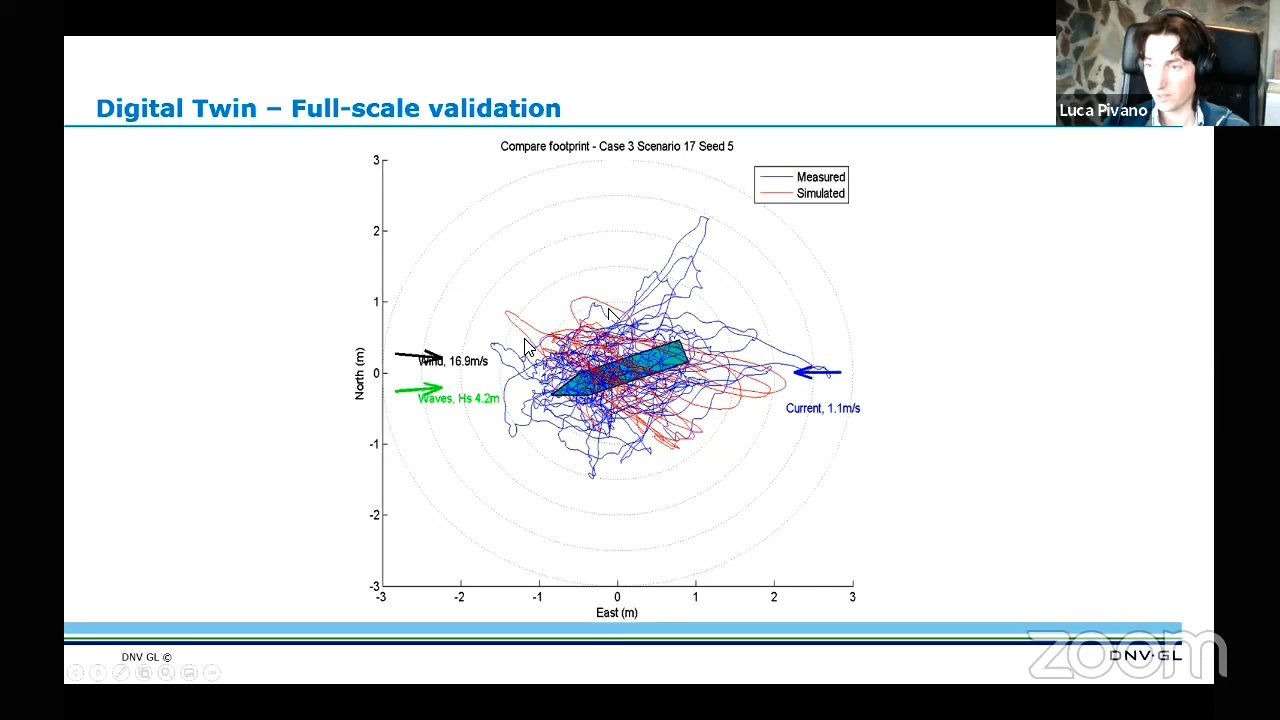 Luca Pivano
Digital Twin – Full-scale validation
Compare footprint - Case 3 Scenario 17 Seed 5
Measured
Simulated
3
2
1
0
-1
-2
-3
North (m)
Wind, 16.9m/s
Waves, Hs 4.2m
Current, 1.1m/s
-3 -2 -1 0 1 2 3
East (m)
DNV GL ©
DNV·GL
zoom